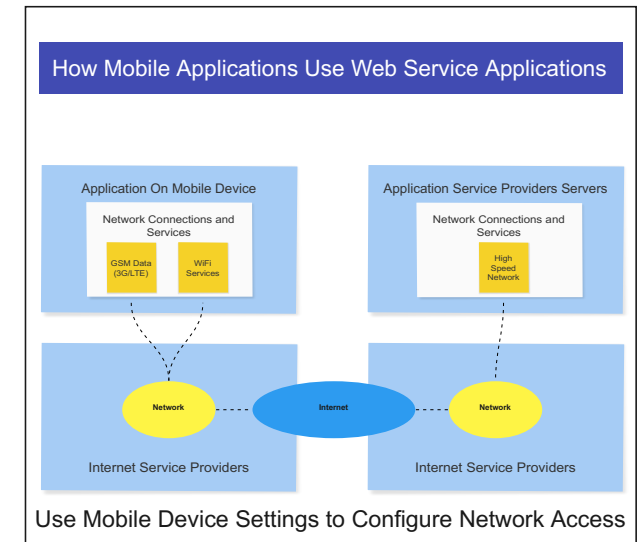 How Mobile Applications Use Web Service Applications
Application On Mobile Device
Network Connections and
Services
GSM Data
(3G/LTE)
WiFi
Services
Application Service Providers Servers
Network Connections and
Services
High
Speed
Network
Network
Internet
Network
Internet Service Providers
Internet Service Providers
Use Mobile Device Settings to Configure Network Access